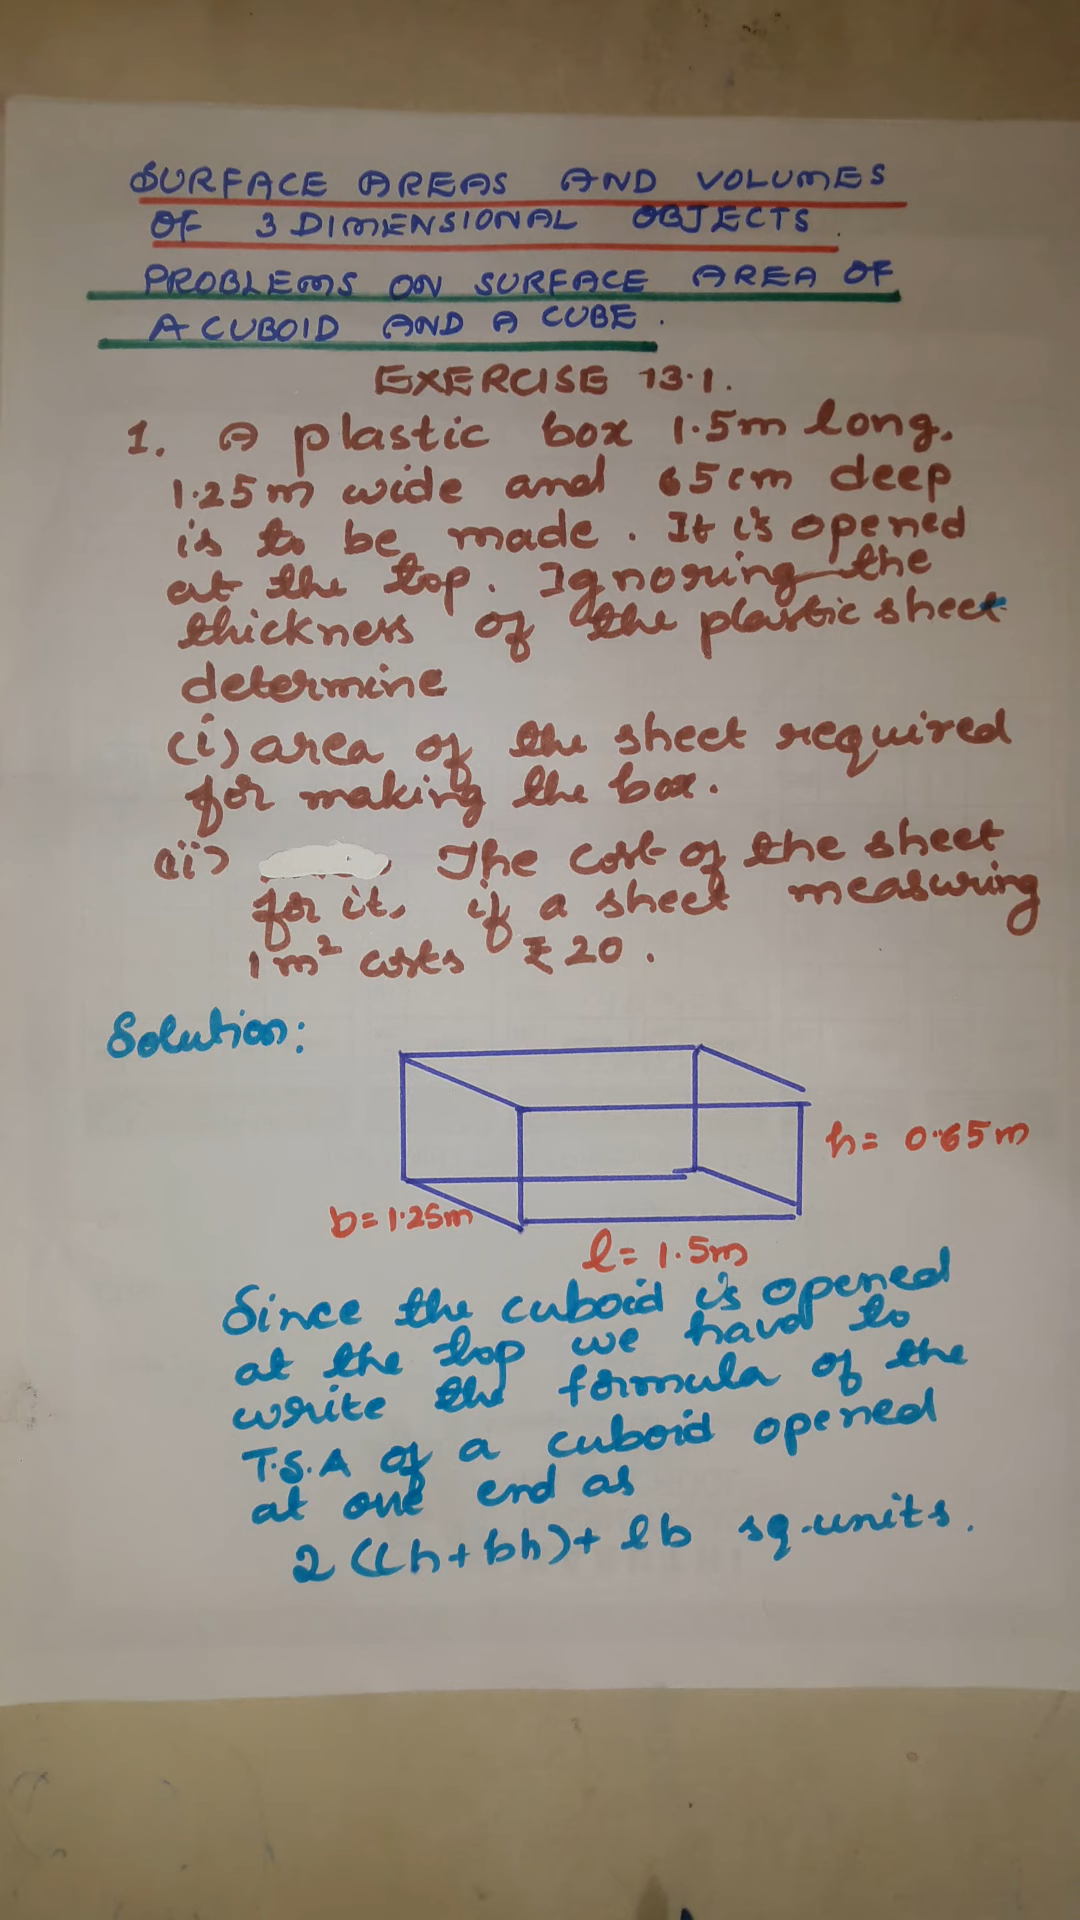 SURFACE AREAS AND VOLUMES
OF 3 DIMENSIONAL OBJECTS.
PROBLEMS ON SURFACE AREA OF
A CUBOID AND A CUBE.
EXERCISE 13.1.
1. A plastic box 1.5m long,
1.25m wide and 65cm deep
is to be made. It is opened
at the top. Ignoring the
thickness of the plastic sheet
determine
(i) area of the sheet required
for making the box.
(ii) The cost of the sheet
for it, if a sheet measuring
1m² costs ₹20.
Solution:
h = 0.65m
b = 1.25m
l = 1.5m
Since the cuboid is opened
at the top we have to
write the formula of the
T.S.A of a cuboid opened
at one end as
2(lh+bh)+lb sq.units.